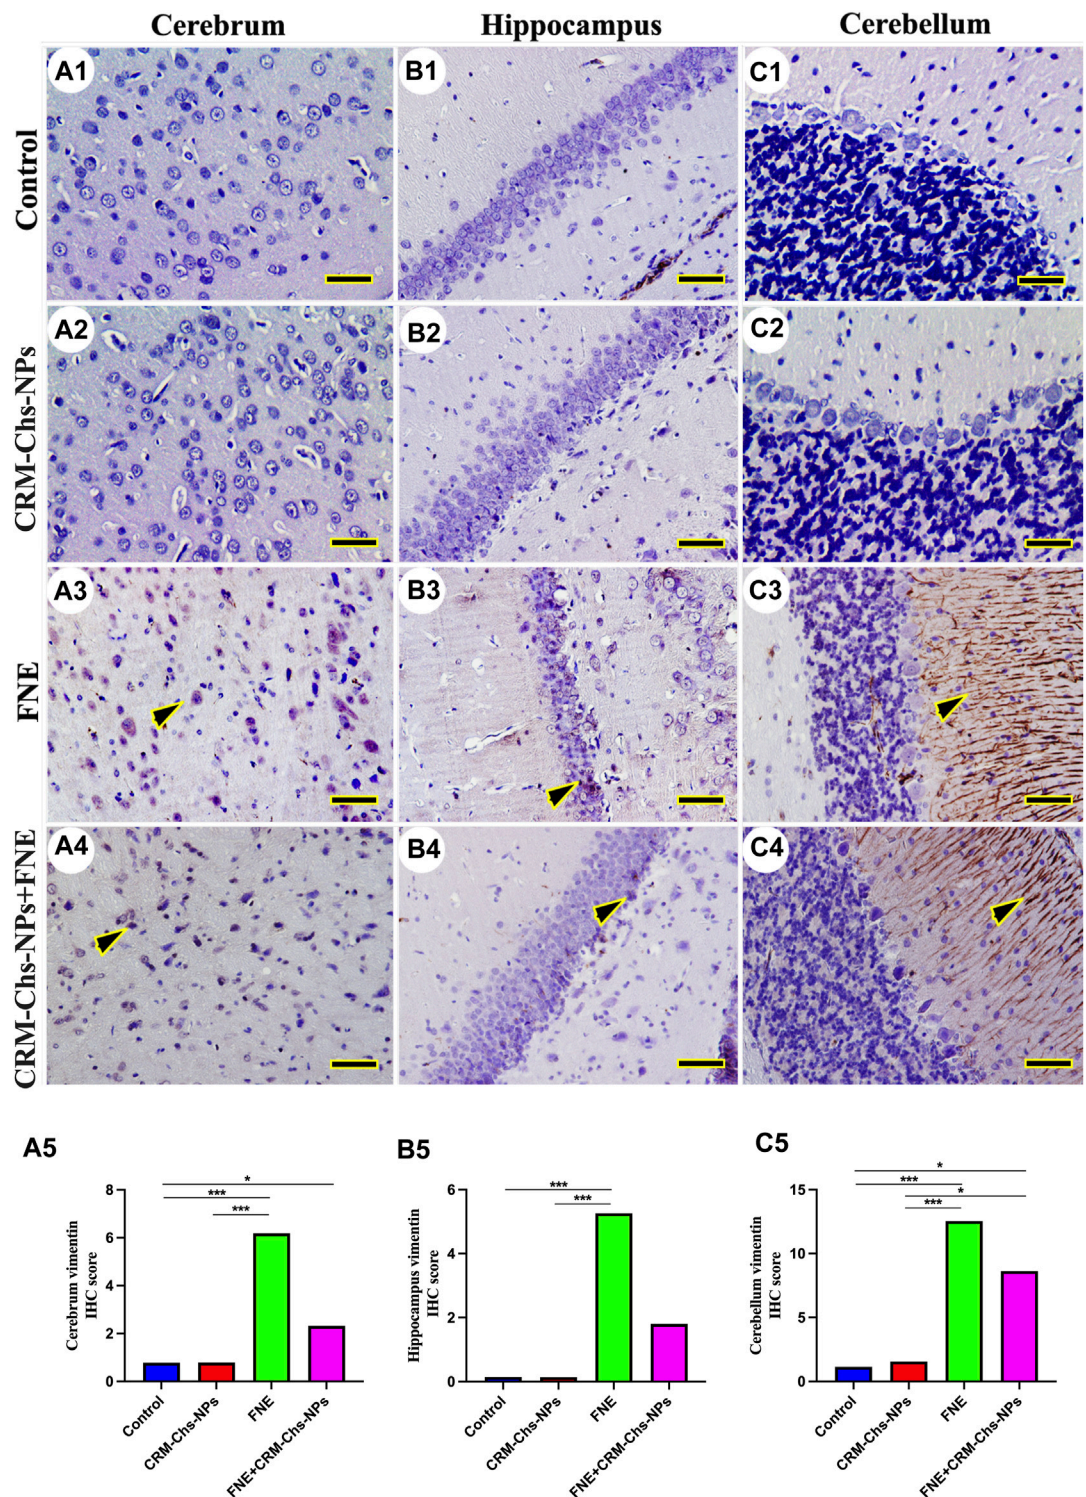 Cerebrum Hippocampus Cerebellum
Control
A1 B1 C1
CRM-Chs-NPs
A2 B2 C2
FNE
A3 B3 C3
CRM-Chs-NPs+FNE
A4 B4 C4
A5
Cerebrum vimentin
IHC score
8
6
4
2
0
*
***
***
Control
CRM-Chs-NPs
FNE
FNE+CRM-Chs-NPs
B5
Hippocampus vimentin
IHC score
6
4
2
0
***
***
Control
CRM-Chs-NPs
FNE
FNE+CRM-Chs-NPs
C5
Cerebellum vimentin
IHC score
15
10
5
0
*
***
*
***
Control
CRM-Chs-NPs
FNE
FNE+CRM-Chs-NPs